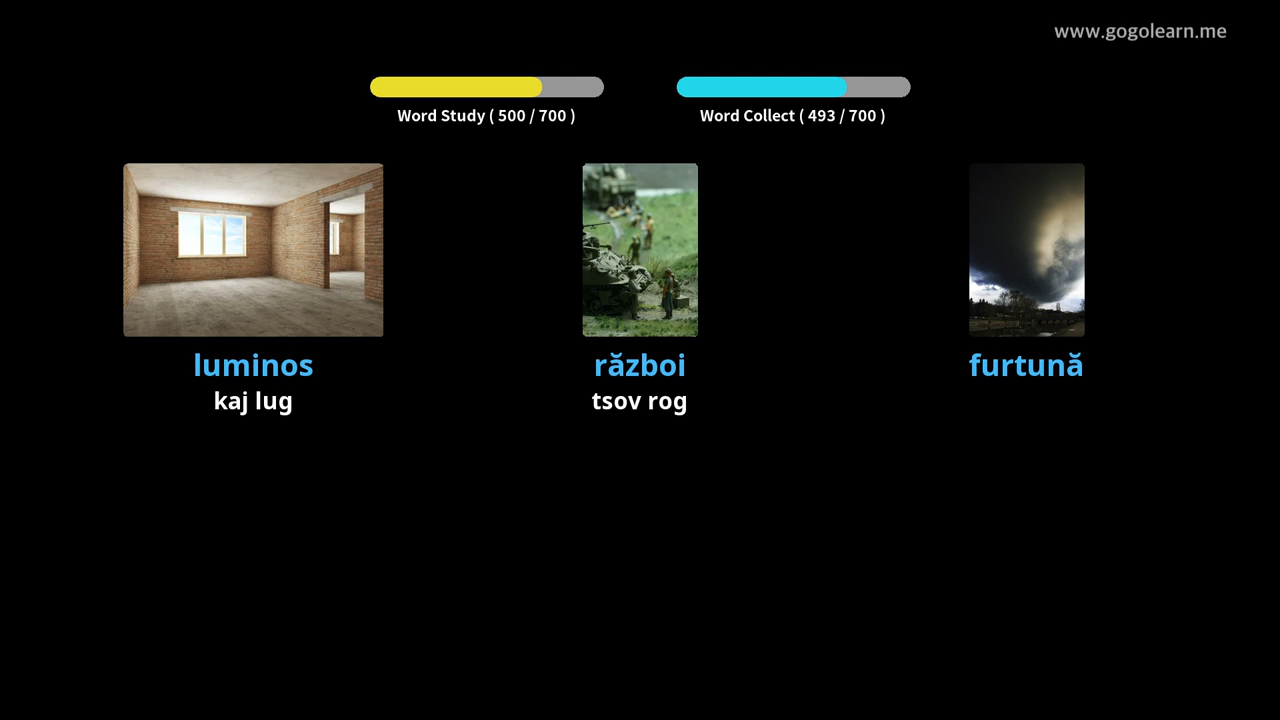 www.gogolearn.me
Word Study ( 500 / 700 )
Word Collect ( 493 / 700 )
luminos
kaj lug
război
tsov rog
furtună